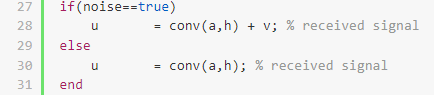 27 if(noise==true)
28     u       = conv(a,h) + v; % received signal
29 else
30     u       = conv(a,h); % received signal
31 end